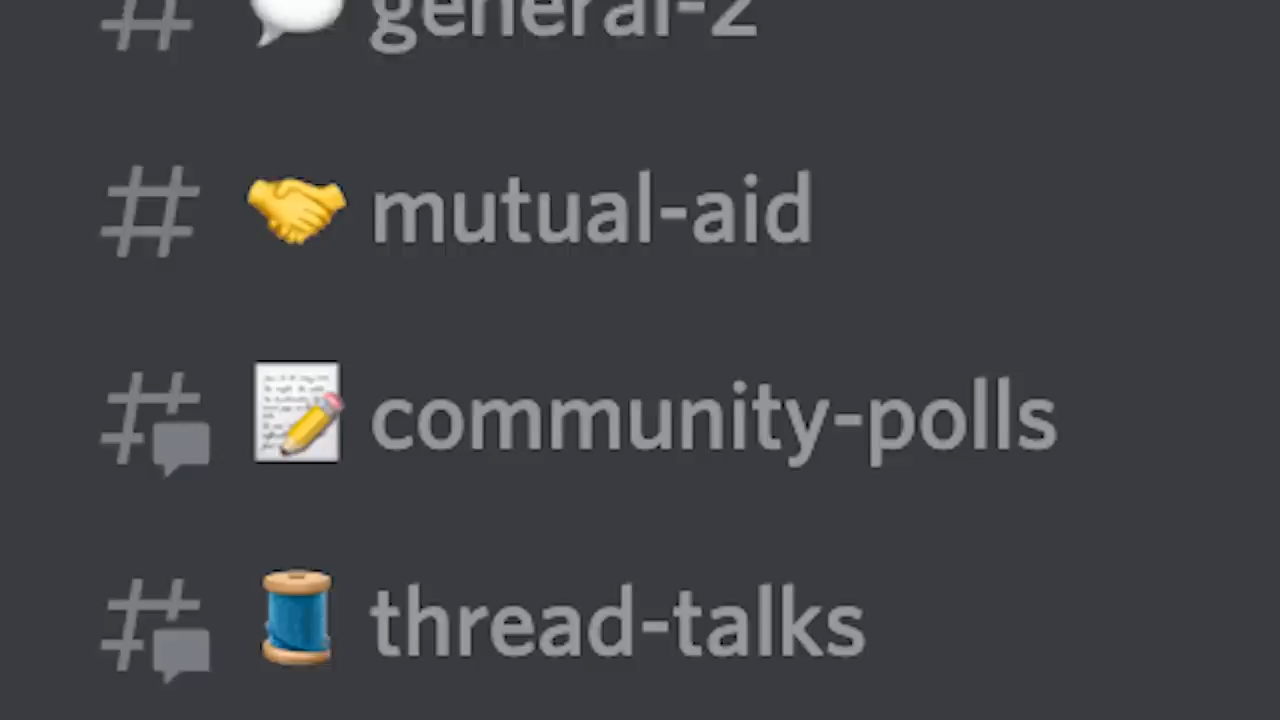 # 💬 general-2
# 🤝 mutual-aid
# 📝 community-polls
# 🧵 thread-talks